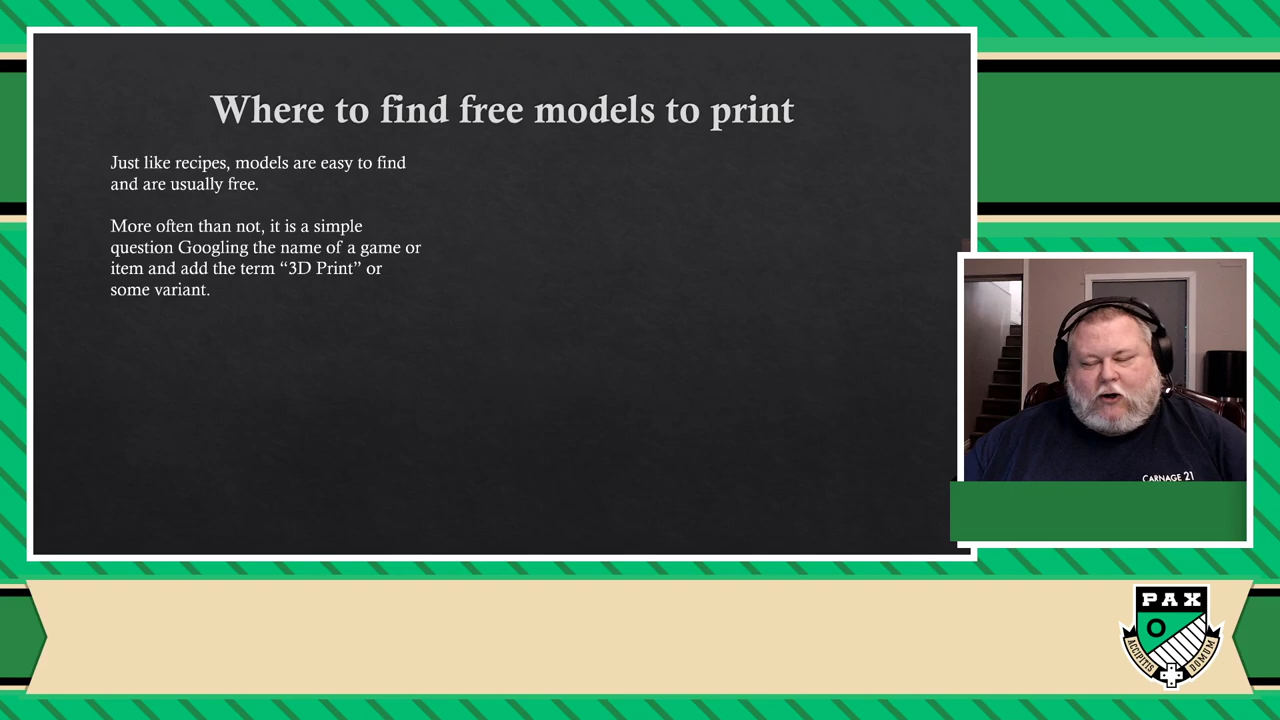 Where to find free models to print
Just like recipes, models are easy to find
and are usually free.
More often than not, it is a simple
question Googling the name of a game or
item and add the term “3D Print” or
some variant.
CARNAGE 21
PAX
ACCIPITIS DOMUM